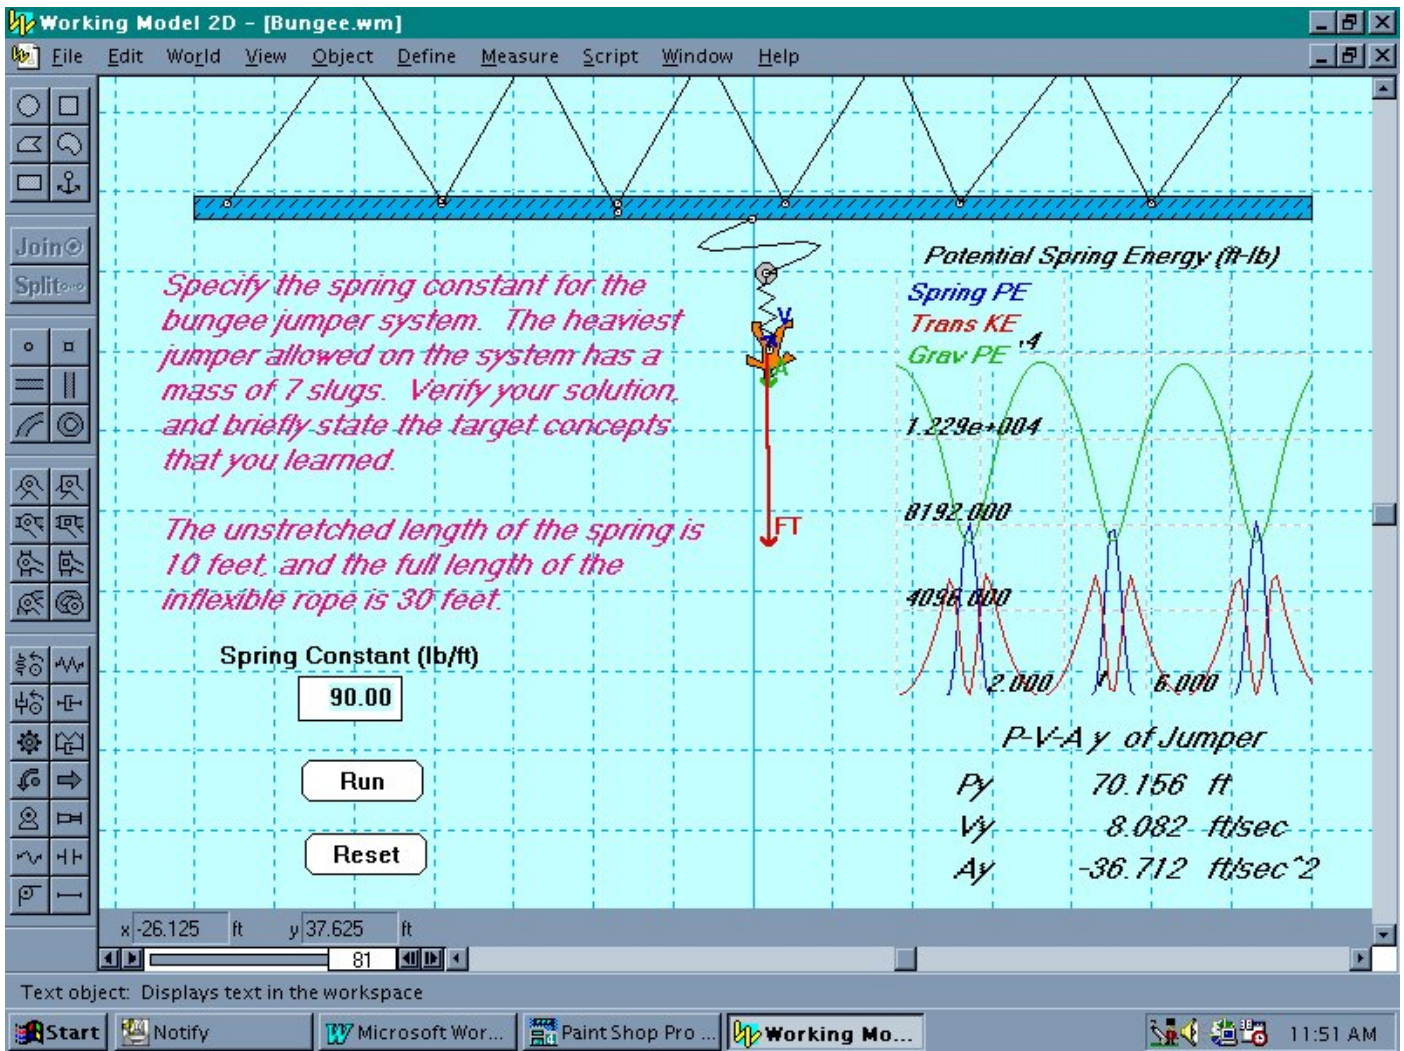 Working Model 2D - [Bungee.wm]
File Edit World View Object Define Measure Script Window Help
Join
Split
Specify the spring constant for the
bungee jumper system. The heaviest
jumper allowed on the system has a
mass of 7 slugs. Verify your solution,
and briefly state the target concepts
that you learned.
The unstretched length of the spring is
10 feet, and the full length of the
inflexible rope is 30 feet.
Spring Constant (lb/ft)
90.00
Run
Reset
V
A
FT
Potential Spring Energy (ft-lb)
Spring PE
Trans KE
Grav PE
1.229e+004
8192.000
4096.000
2.000 6.000
P-V-A y of Jumper
Py 70.156 ft
Vy 8.082 ft/sec
Ay -36.712 ft/sec^2
x -26.125 ft y 37.625 ft
81
Text object: Displays text in the workspace
Start Notify Microsoft Wor... Paint Shop Pro ... Working Mo... 11:51 AM